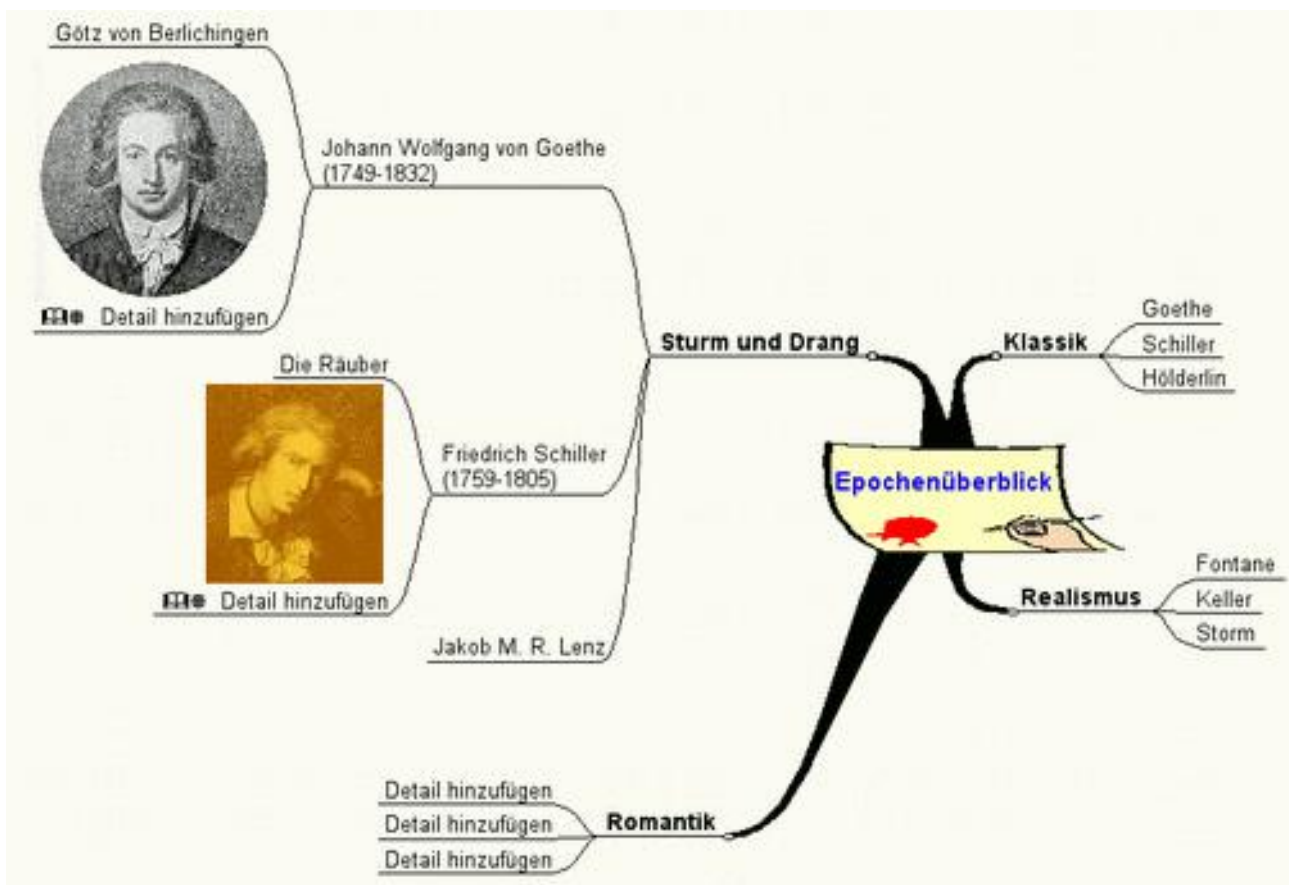 Götz von Berlichingen
Johann Wolfgang von Goethe
(1749-1832)
Detail hinzufügen
Sturm und Drang
Die Räuber
Friedrich Schiller
(1759-1805)
Detail hinzufügen
Jakob M. R. Lenz
Klassik
Goethe
Schiller
Hölderlin
Epochenüberblick
Realismus
Fontane
Keller
Storm
Romantik
Detail hinzufügen
Detail hinzufügen
Detail hinzufügen